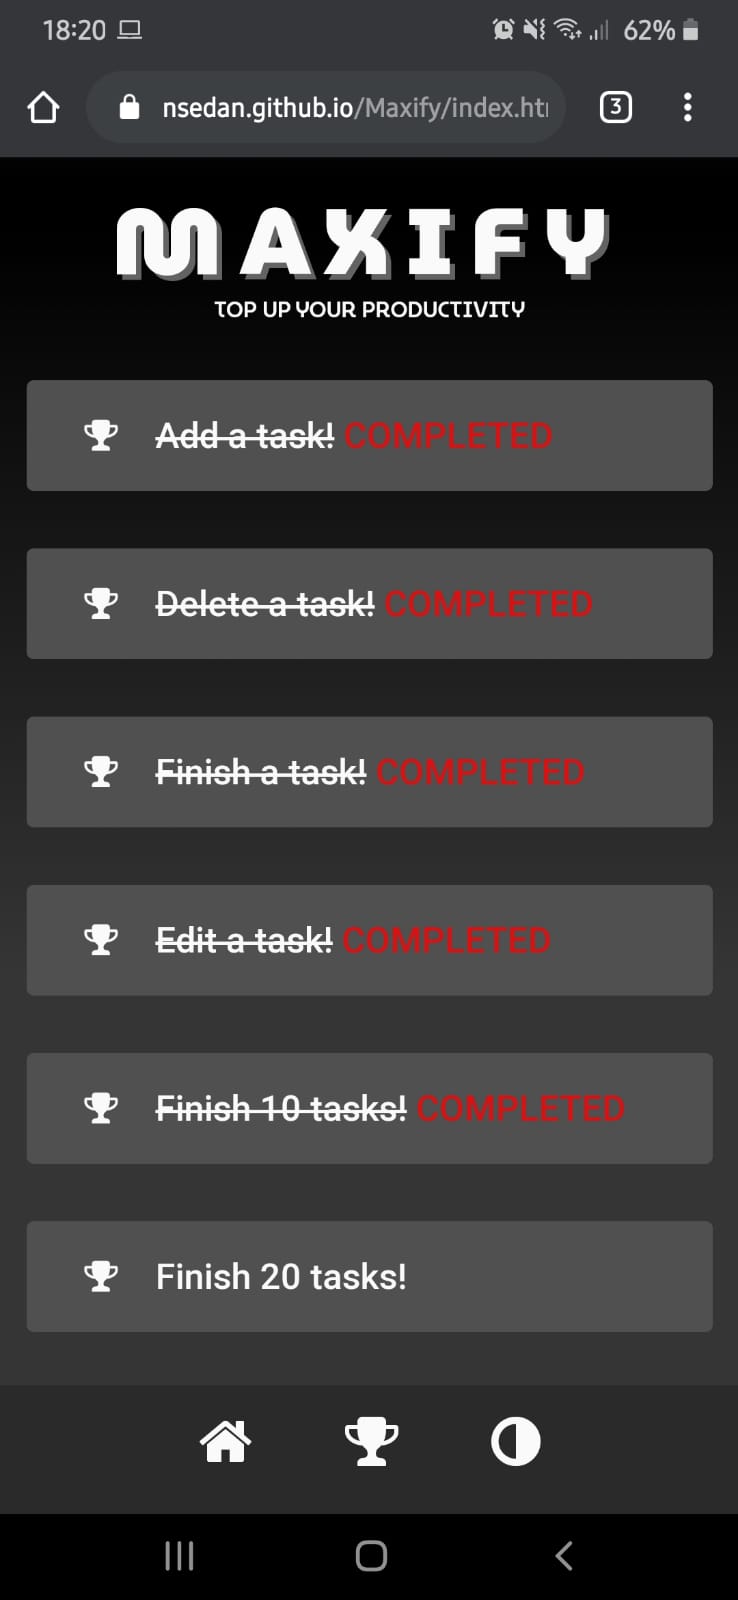 18:20 62%
nsedan.github.io/Maxify/index.ht
3
MAXIFY
TOP UP YOUR PRODUCTIVITY
Add a task! COMPLETED
Delete a task! COMPLETED
Finish a task! COMPLETED
Edit a task! COMPLETED
Finish 10 tasks! COMPLETED
Finish 20 tasks!